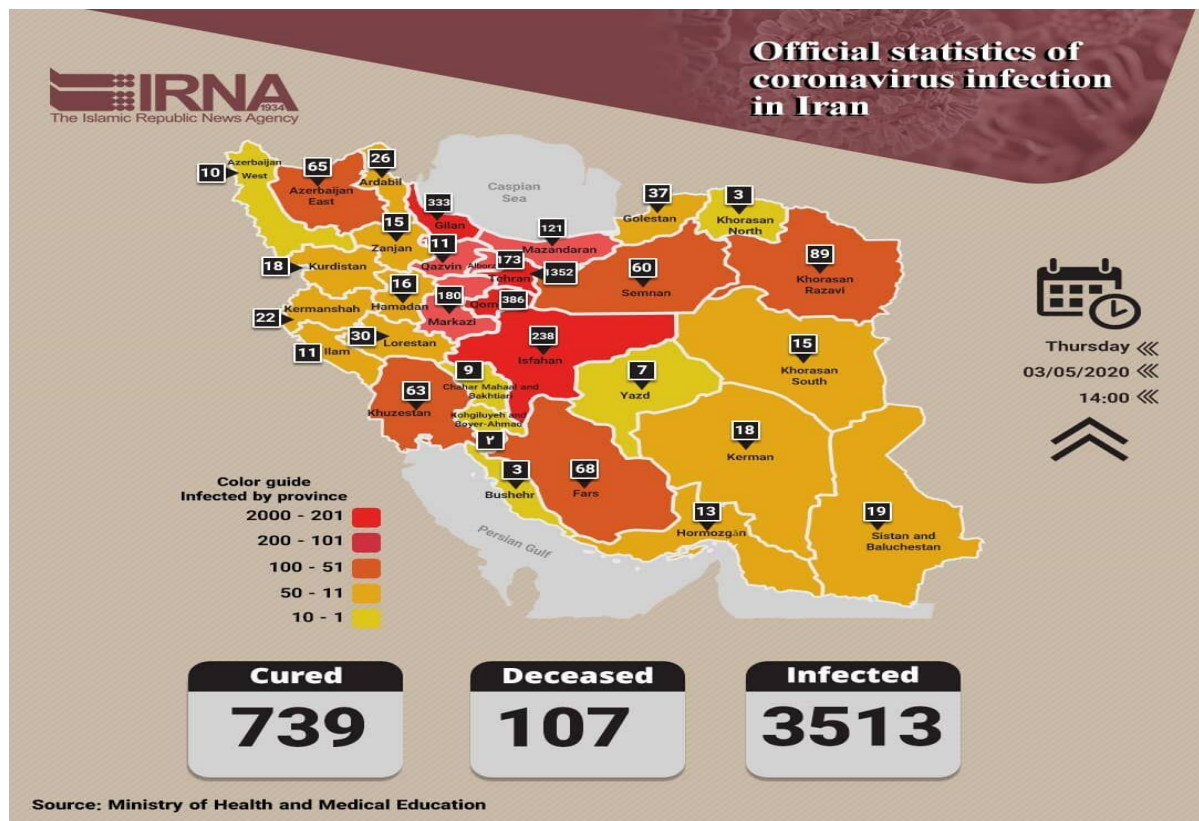 Official statistics of
coronavirus infection
in Iran
IRNA
1934
The Islamic Republic News Agency
10
Azerbaijan
West
65
Azerbaijan
East
26
Ardabil
333
Gilan
Caspian
Sea
37
Golestan
3
Khorasan
North
15
Zanjan
11
Qazvin
121
Mazandaran
173
Tehran
1352
60
Semnan
89
Khorasan
Razavi
18
Kurdistan
16
Hamadan
180
Markazi
Qom
386
22
Kermanshah
30
Lorestan
11
Ilam
238
Isfahan
15
Khorasan
South
9
Chahar Mahaal and
Bakhtiari
7
Yazd
63
Khuzestan
Kohgiluyeh and
Boyer-Ahmad
۲
18
Kerman
3
Bushehr
68
Fars
13
Hormozgān
19
Sistan and
Baluchestan
Persian Gulf
Thursday
03/05/2020
14:00
Color guide
Infected by province
2000 - 201
200 - 101
100 - 51
50 - 11
10 - 1
Cured
739
Deceased
107
Infected
3513
Source: Ministry of Health and Medical Education